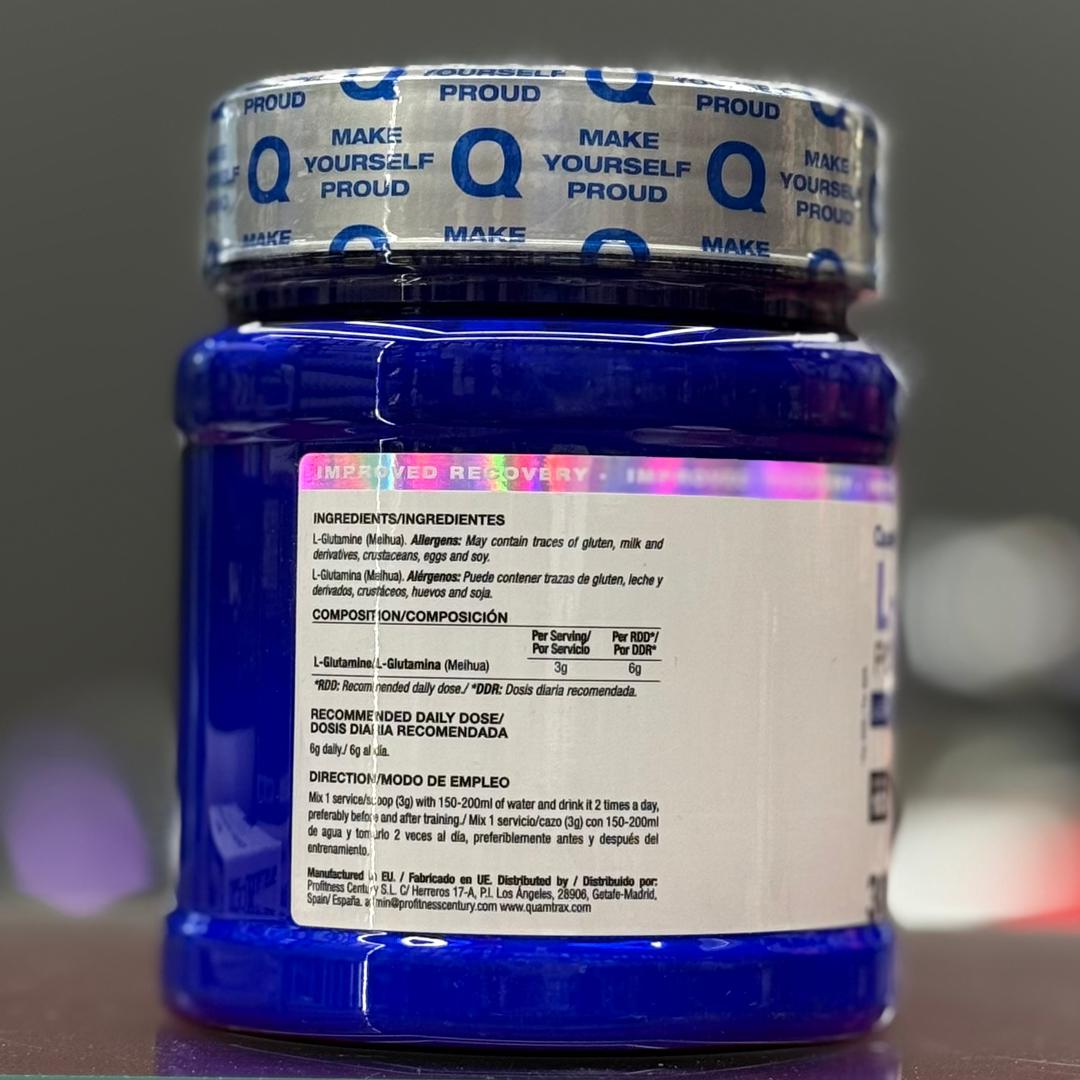 PROUD
YOURSELF
PROUD
PROUD
Q
MAKE
YOURSELF
PROUD
Q
MAKE
YOURSELF
PROUD
Q
MAKE
YOURSELF
PROUD
MAKE
Q
MAKE
Q
MAKE
IMPROVED RECOVERY •
INGREDIENTS/INGREDIENTES
L-Glutamine (Meihua). Allergens: May contain traces of gluten, milk and
derivatives, crustaceans, eggs and soy.
L-Glutamina (Meihua). Alérgenos: Puede contener trazas de gluten, leche y
derivados, crustáceos, huevos and soja.
COMPOSITION/COMPOSICIÓN
Per Serving/ Per RDD*/
Por Servicio Por DDR*
L-Glutamine/L-Glutamina (Meihua) 3g 6g
*RDD: Recommended daily dose./ *DDR: Dosis diaria recomendada.
RECOMMENDED DAILY DOSE/
DOSIS DIARIA RECOMENDADA
6g daily./ 6g al día.
DIRECTION/MODO DE EMPLEO
Mix 1 service/scoop (3g) with 150-200ml of water and drink it 2 times a day,
preferably before and after training./ Mix 1 servicio/cazo (3g) con 150-200ml
de agua y tomarlo 2 veces al día, preferiblemente antes y después del
entrenamiento.
Manufactured in EU. / Fabricado en UE. Distributed by / Distribuido por:
Profitness Century S.L. C/ Herreros 17-A, P.I. Los Ángeles, 28906, Getafe-Madrid,
Spain/ España. admin@profitnesscentury.com www.quamtrax.com